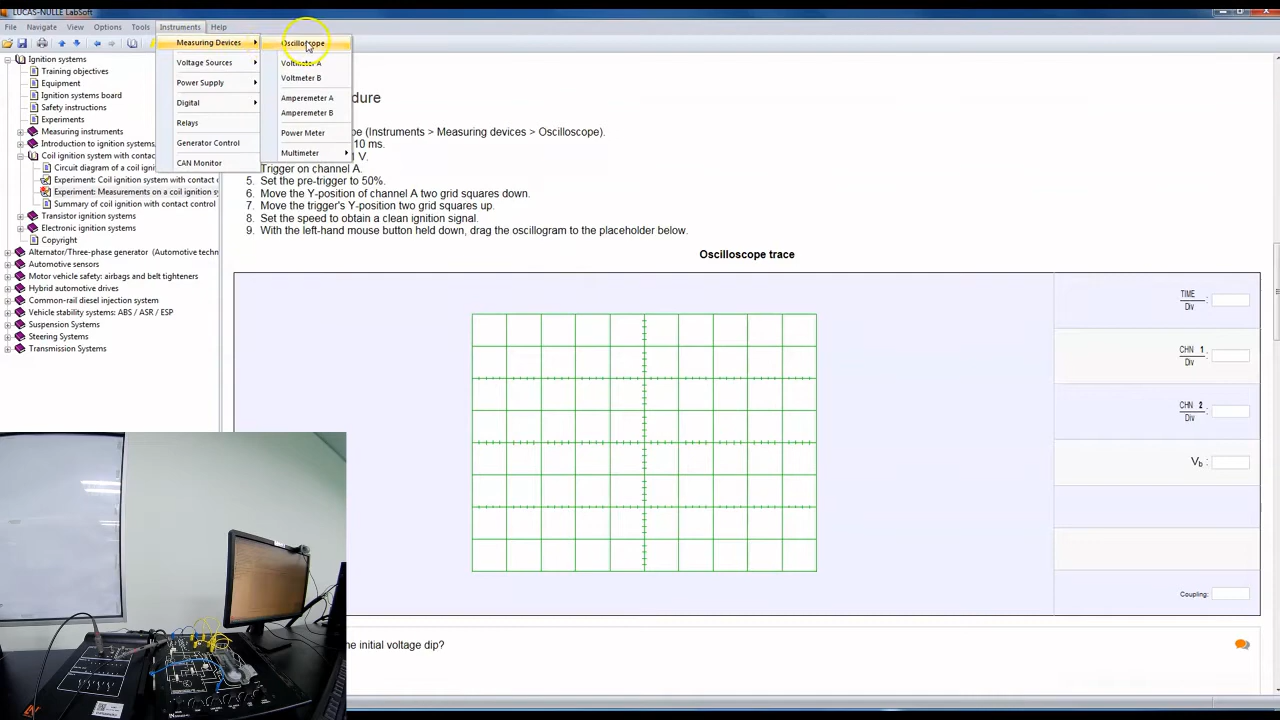 LUCAS-NULLE LabSoft
File Navigate View Options Tools Instruments Help
Measuring Devices
Voltage Sources
Power Supply
Digital
Relays
Generator Control
CAN Monitor
Oscilloscope
Voltmeter A
Voltmeter B
Amperemeter A
Amperemeter B
Power Meter
Multimeter
Ignition systems
Training objectives
Equipment
Ignition systems board
Safety instructions
Experiments
Measuring instruments
Introduction to ignition systems
Coil ignition system with contac
Circuit diagram of a coil igni
Experiment: Coil ignition system with contact c
Experiment: Measurements on a coil ignition sy
Summary of coil ignition with contact control
Transistor ignition systems
Electronic ignition systems
Copyright
Alternator/Three-phase generator (Automotive techn
Automotive sensors
Motor vehicle safety: airbags and belt tighteners
Hybrid automotive drives
Common-rail diesel injection system
Vehicle stability systems: ABS / ASR / ESP
Suspension Systems
Steering Systems
Transmission Systems
dure
pe (Instruments > Measuring devices > Oscilloscope).
10 ms.
1 V.
Trigger on channel A.
5. Set the pre-trigger to 50%.
6. Move the Y-position of channel A two grid squares down.
7. Move the trigger's Y-position two grid squares up.
8. Set the speed to obtain a clean ignition signal.
9. With the left-hand mouse button held down, drag the oscillogram to the placeholder below.
Oscilloscope trace
TIME
Div :
CHN 1
Div :
CHN 2
Div :
Vb :
Coupling:
he initial voltage dip?